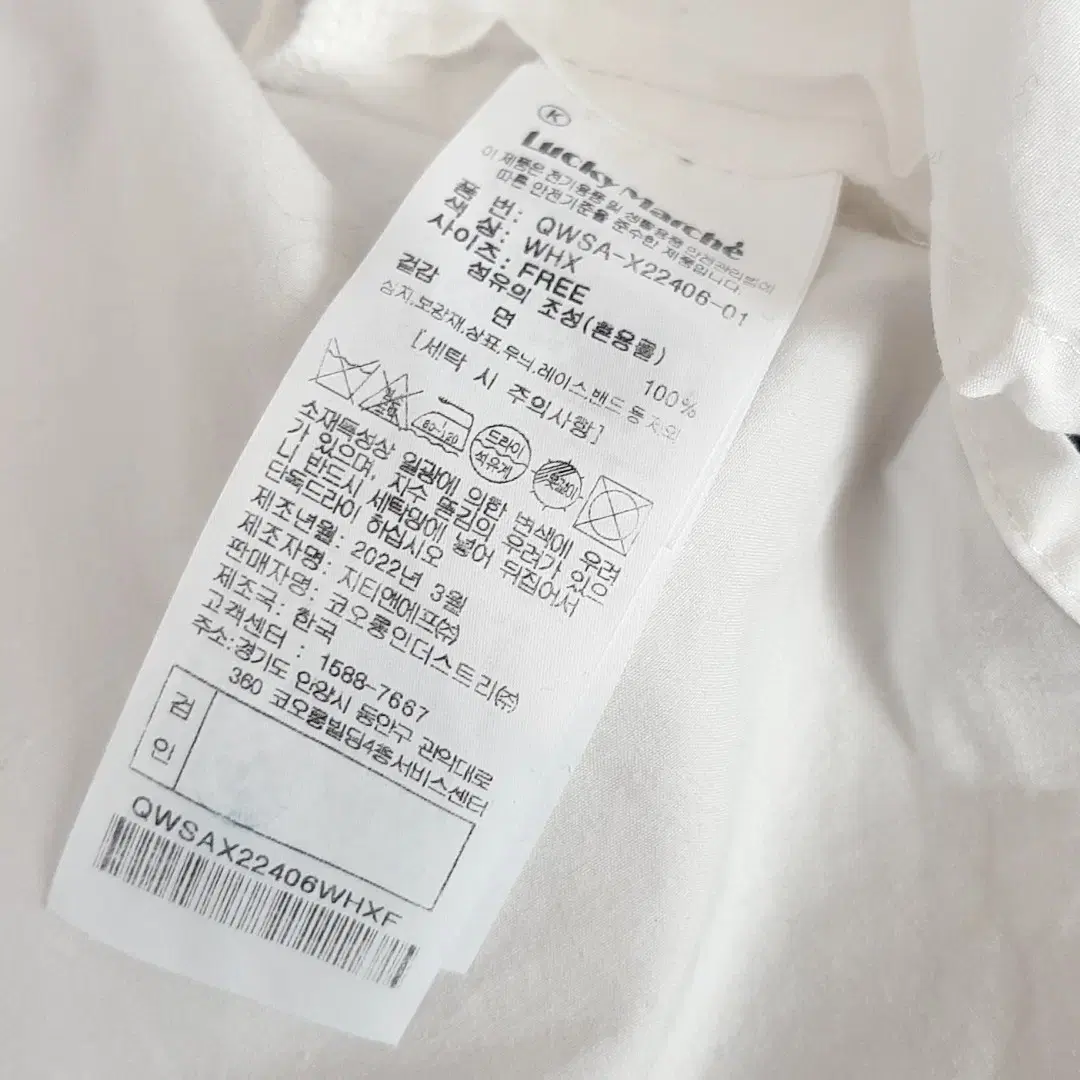 K
Lucky Marché
이 제품은 전기용품 및 생활용품 안전관리법에
따른 안전기준을 준수한 제품입니다.
품 번: QWSA-X22406-01
색 상: WHX
사이즈: FREE
섬유의 조성(혼용률)
겉감 면 100%
심지,보강재,상표,무늬,레이스,밴드 등 제외
[세탁 시 주의사항]
80~120
드라이
석유계
옷걸이
소재특성상 일광에 의한 변색에 우려
가 있으며, 지수 뜰김의 우려가 있으
니 반드시 세탁망에 넣어 뒤집어서
단독드라이 하십시오
제조년월: 2022년 3월
제조자명: 지티앤에프(주)
판매자명: 코오롱인더스트리(주)
제조국: 한국
고객센터 : 1588-7667
주소:경기도 안양시 동안구 관악대로
360 코오롱빌딩4층서비스센터
검
인
QWSAX22406WHXF